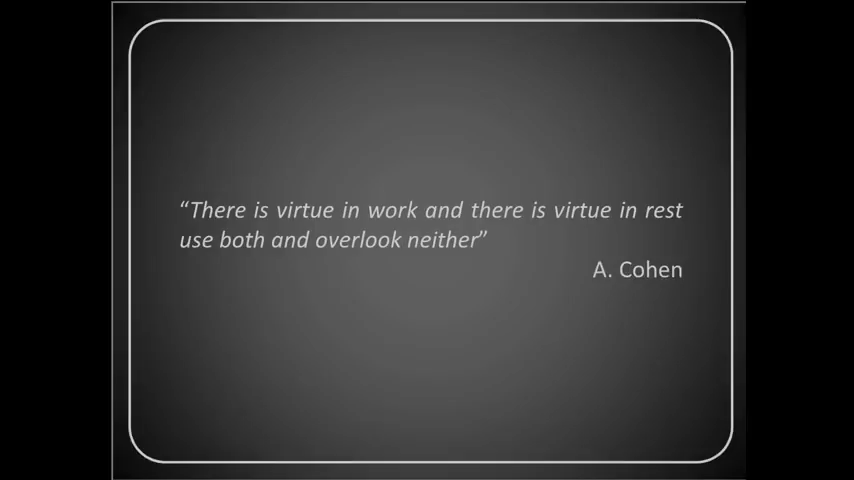 “There is virtue in work and there is virtue in rest
use both and overlook neither”
A. Cohen